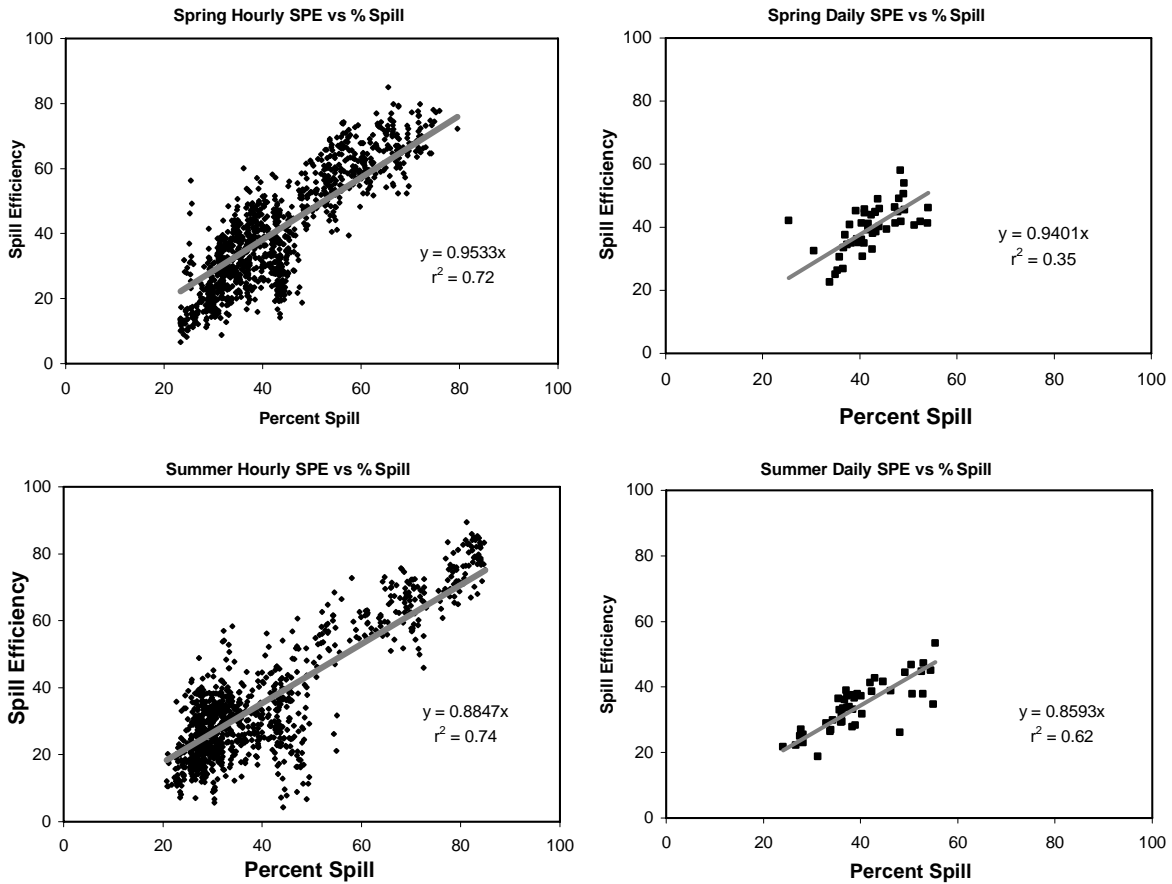 Spring Hourly SPE vs % Spill
100
80
60
40
20
0
Spill Efficiency
y = 0.9533x
r² = 0.72
0 20 40 60 80 100
Percent Spill
Spring Daily SPE vs % Spill
100
80
60
40
20
0
Spill Efficiency
y = 0.9401x
r² = 0.35
0 20 40 60 80 100
Percent Spill
Summer Hourly SPE vs % Spill
100
80
60
40
20
0
Spill Efficiency
y = 0.8847x
r² = 0.74
0 20 40 60 80 100
Percent Spill
Summer Daily SPE vs % Spill
100
80
60
40
20
0
Spill Efficiency
y = 0.8593x
r² = 0.62
0 20 40 60 80 100
Percent Spill